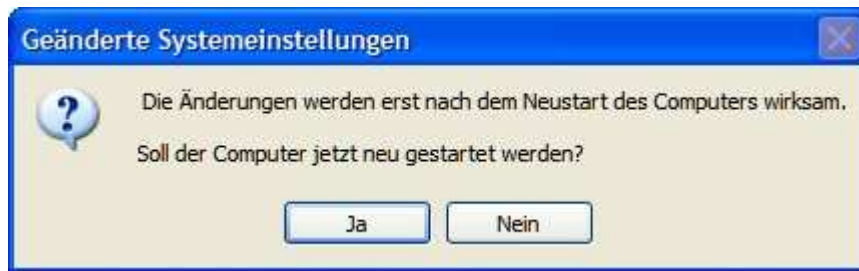 Geänderte Systemeinstellungen
Die Änderungen werden erst nach dem Neustart des Computers wirksam.
Soll der Computer jetzt neu gestartet werden?
Ja
Nein